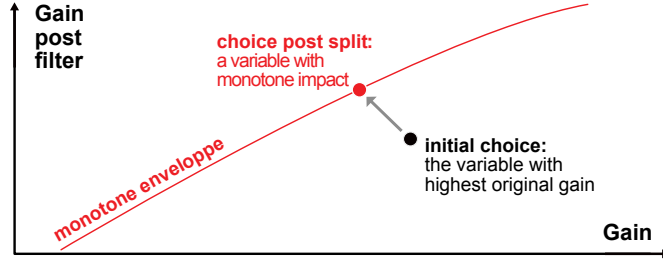 Gain
post
filter
choice post split:
a variable with
monotone impact
monotone enveloppe
initial choice:
the variable with
highest original gain
Gain